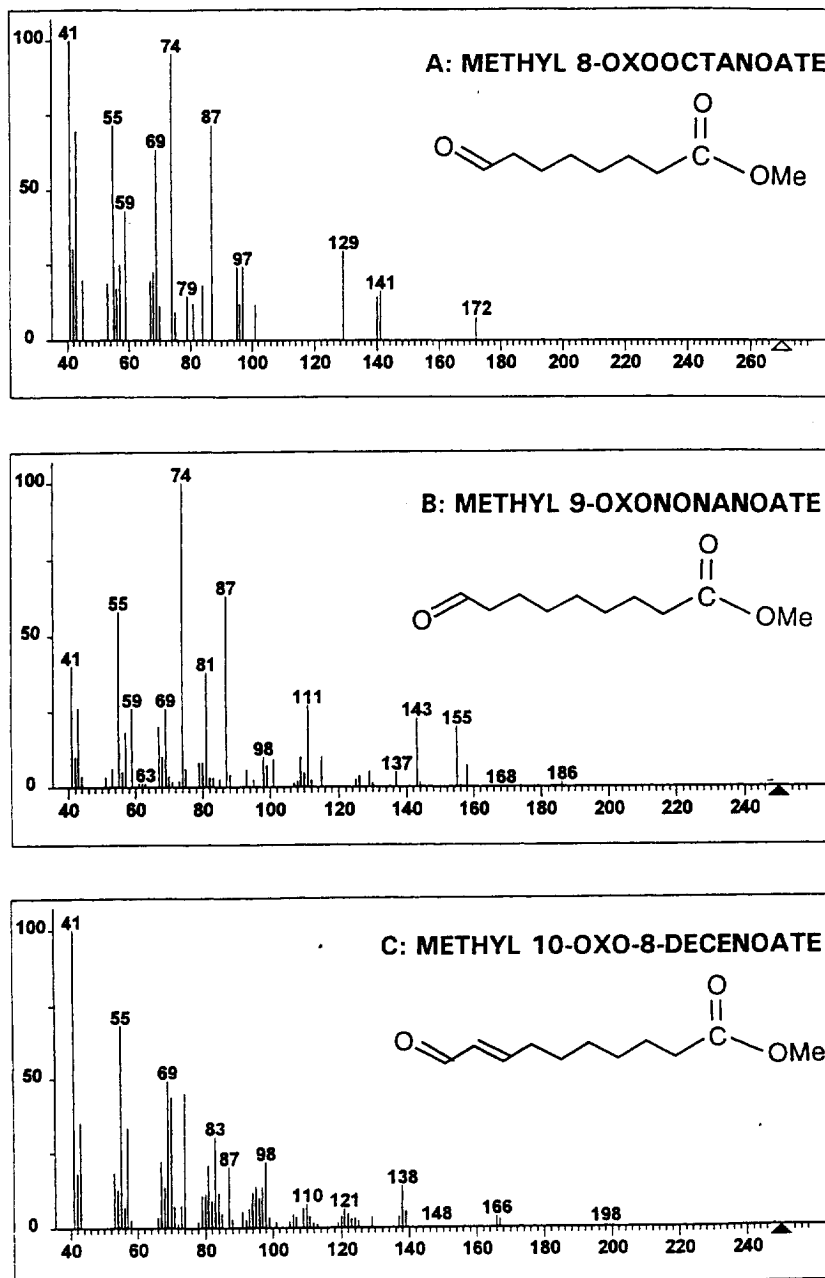 100
50
0
41
55
59
69
74
79
87
97
129
141
172
A: METHYL 8-OXOOCTANOATE
O
O
C
OMe
40 60 80 100 120 140 160 180 200 220 240 260
100
50
0
41
55
59
63
69
74
81
87
98
111
137
143
155
168
186
B: METHYL 9-OXONONANOATE
O
O
C
OMe
40 60 80 100 120 140 160 180 200 220 240
100
50
0
41
55
69
83
87
98
110
121
138
148
166
198
C: METHYL 10-OXO-8-DECENOATE
O
O
C
OMe
40 60 80 100 120 140 160 180 200 220 240